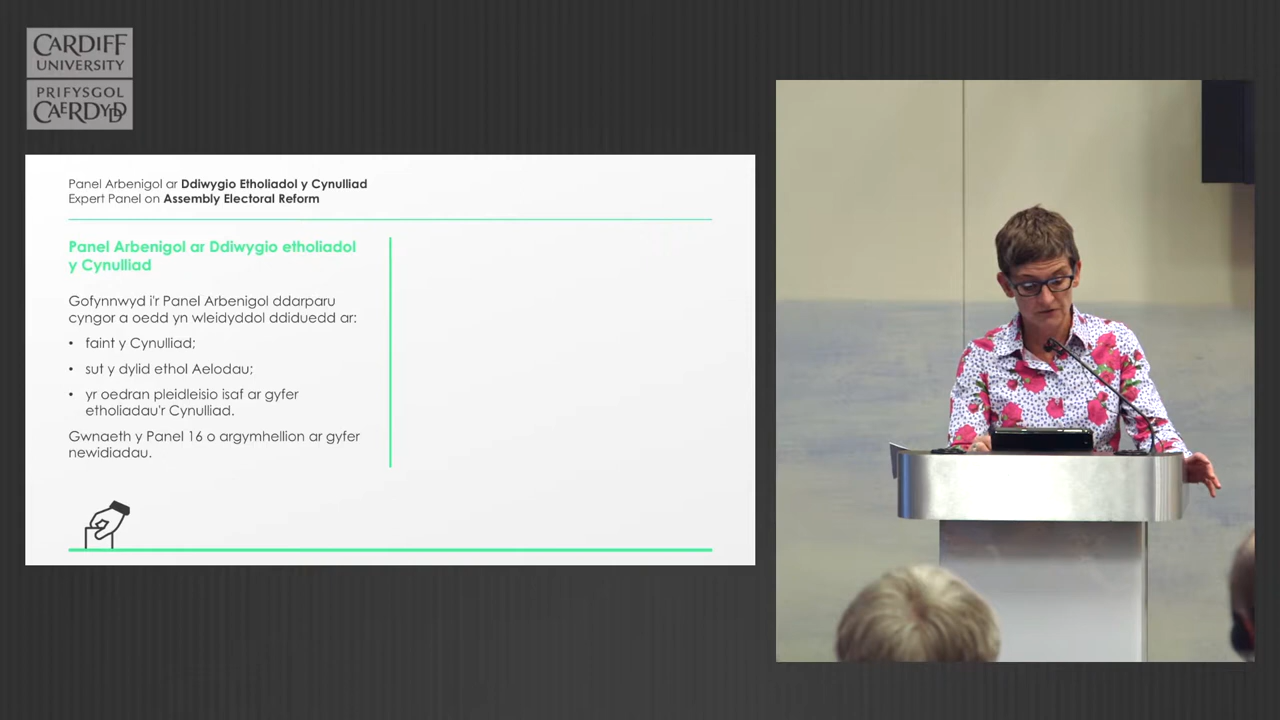 CARDIFF
UNIVERSITY
PRIFYSGOL
CAERDYDD
Panel Arbenigol ar Ddiwygio Etholiadol y Cynulliad
Expert Panel on Assembly Electoral Reform
Panel Arbenigol ar Ddiwygio etholiadol
y Cynulliad
Gofynnwyd i'r Panel Arbenigol ddarparu
cyngor a oedd yn wleidyddol ddiduedd ar:
• faint y Cynulliad;
• sut y dylid ethol Aelodau;
• yr oedran pleidleisio isaf ar gyfer
etholiadau'r Cynulliad.
Gwnaeth y Panel 16 o argymhellion ar gyfer
newidiadau.